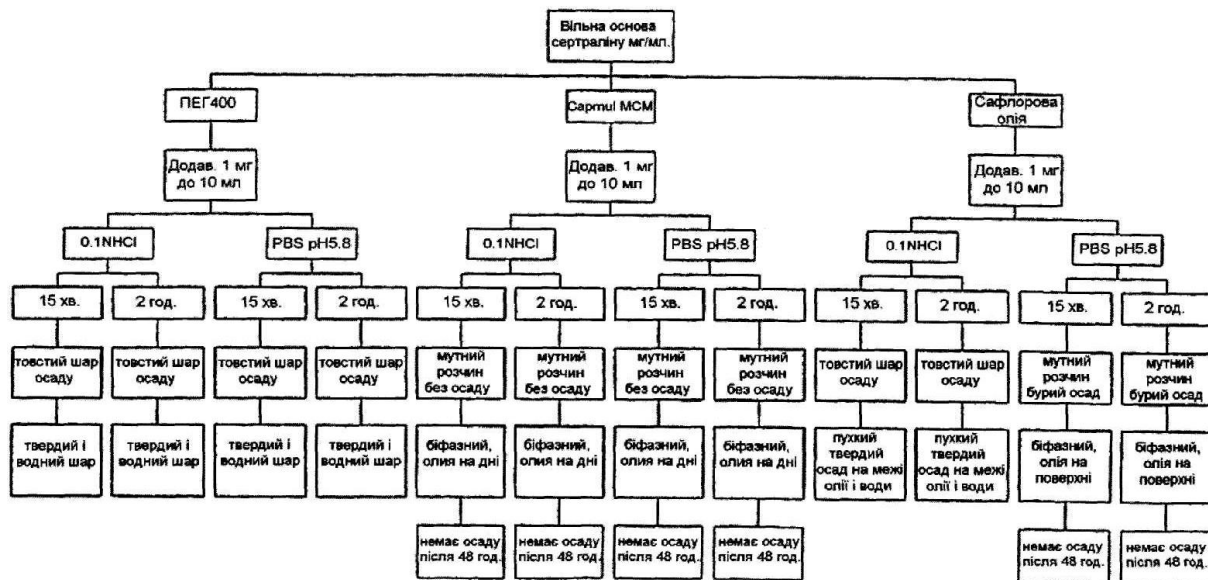 Вільна основа
сертраліну мг/мл.
ПЕГ400
Capmul MCM
Сафлорова
олія
Додав. 1 мг
до 10 мл
Додав. 1 мг
до 10 мл
Додав. 1 мг
до 10 мл
0.1NHCl
PBS pH5.8
0.1NHCl
PBS pH5.8
0.1NHCl
PBS pH5.8
15 хв.
2 год.
15 хв.
2 год.
15 хв.
2 год.
15 хв.
2 год.
15 хв.
2 год.
15 хв.
2 год.
товстий шар
осаду
товстий шар
осаду
товстий шар
осаду
товстий шар
осаду
мутний
розчин
без осаду
мутний
розчин
без осаду
мутний
розчин
без осаду
мутний
розчин
без осаду
товстий шар
осаду
товстий шар
осаду
мутний
розчин
бурий осад
мутний
розчин
бурий осад
твердий і
водний шар
твердий і
водний шар
твердий і
водний шар
твердий і
водний шар
біфазний,
олия на дні
біфазний,
олия на дні
біфазний,
олия на дні
біфазний,
олия на дні
пухкий
твердий
осад на межі
олії і води
пухкий
твердий
осад на межі
олії і води
біфазний,
олія на
поверхні
біфазний,
олія на
поверхні
немає осаду
після 48 год.
немає осаду
після 48 год.
немає осаду
після 48 год.
немає осаду
після 48 год.
немає осаду
після 48 год.
немає осаду
після 48 год.